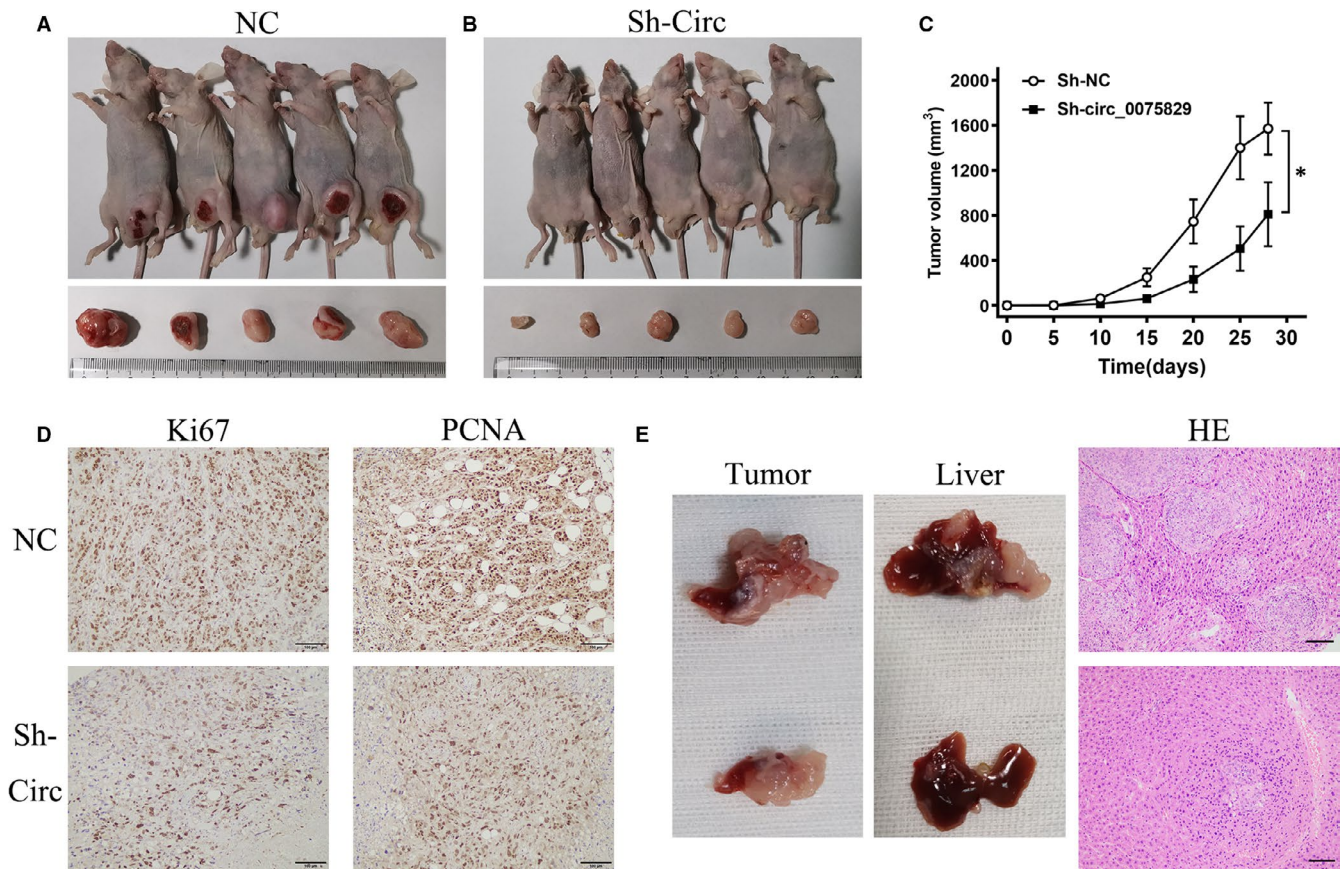 A
NC
B
Sh-Circ
C
Sh-NC
Sh-circ_0075829
*
Tumor volume (mm³)
2000
1600
1200
800
400
0
0 5 10 15 20 25 30
Time(days)
D
Ki67
PCNA
NC
Sh-
Circ
E
Tumor
Liver
HE